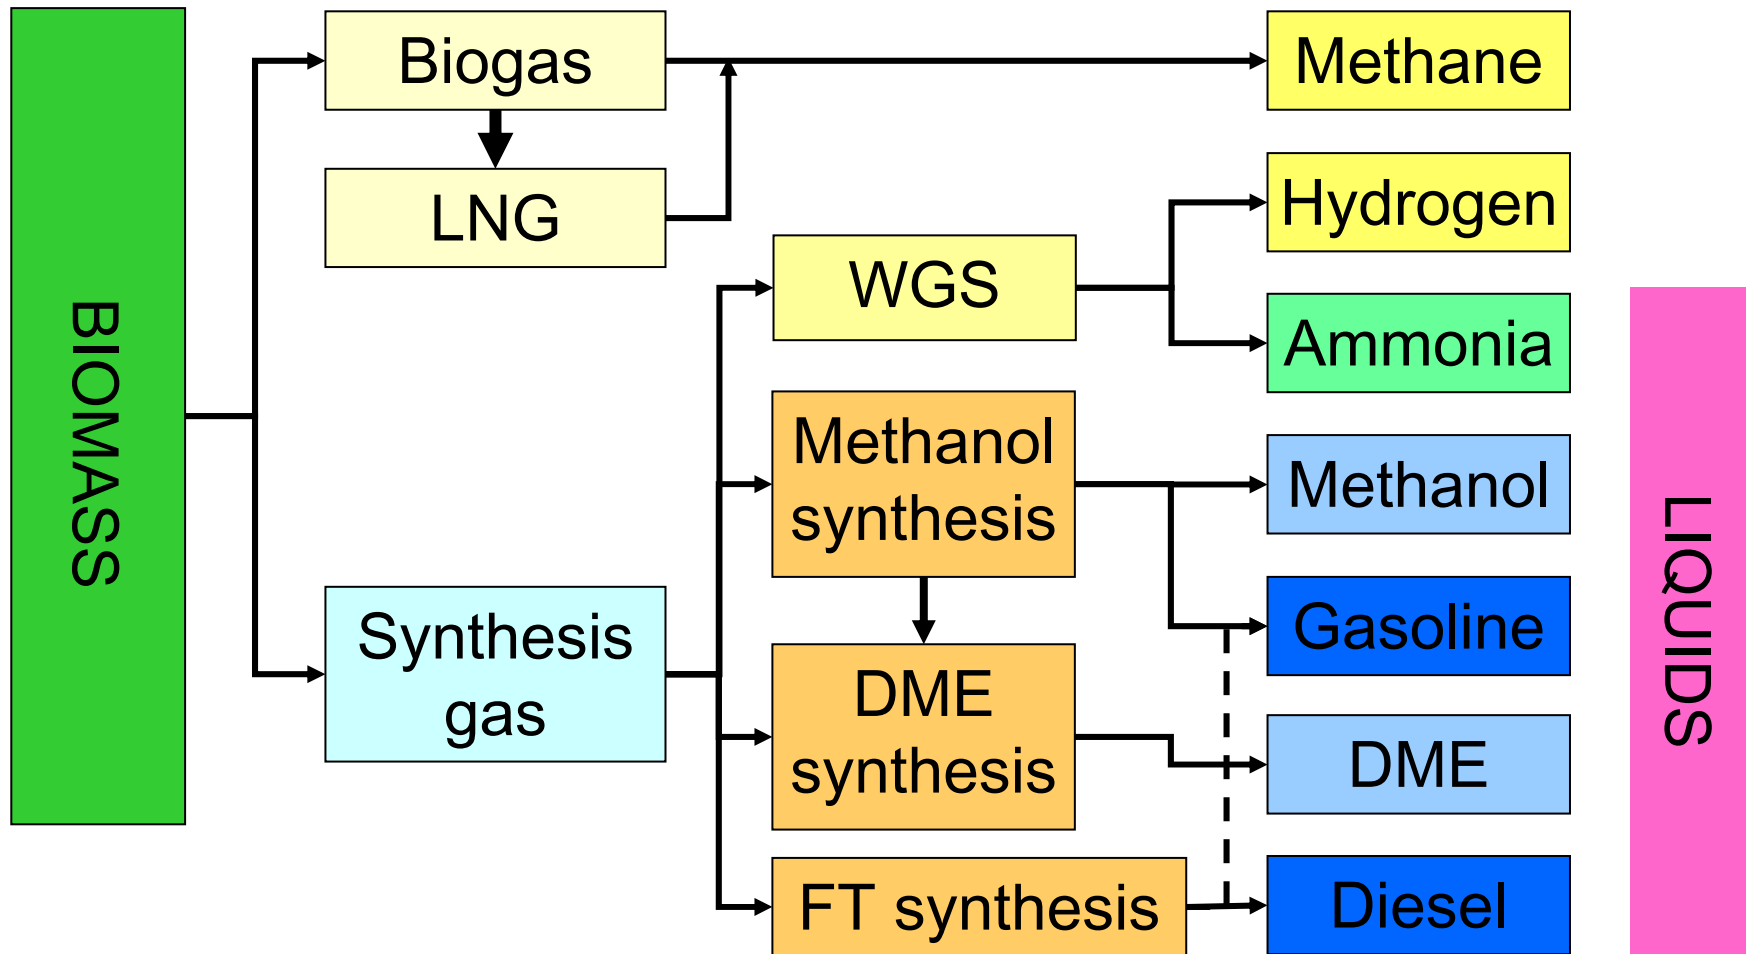 BIOMASS
Biogas
LNG
Synthesis
gas
WGS
Methanol
synthesis
DME
synthesis
FT synthesis
Methane
Hydrogen
Ammonia
Methanol
Gasoline
DME
Diesel
LIQUIDS